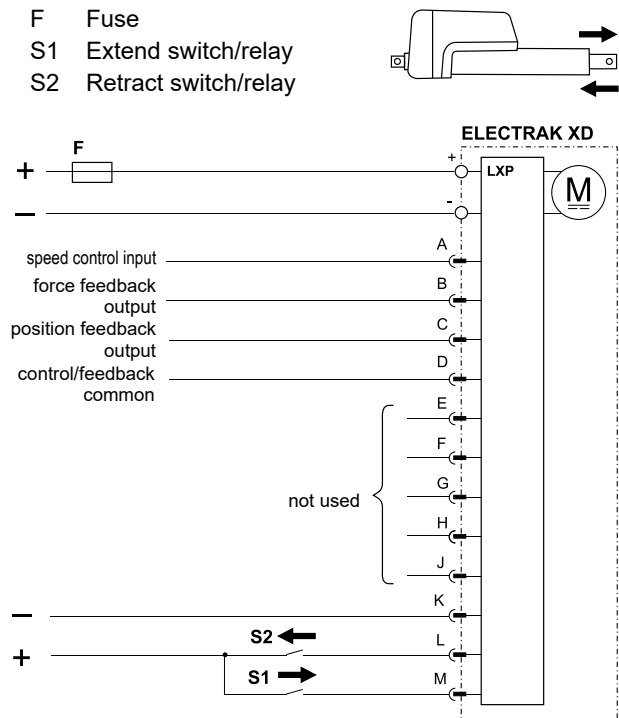 F Fuse
S1 Extend switch/relay
S2 Retract switch/relay
ELECTRAK XD
F
+
+
LXP
M
–
-
A
speed control input
B
force feedback
output
C
position feedback
output
D
control/feedback
common
E
F
G
not used
H
J
K
–
S2
L
+
S1
M